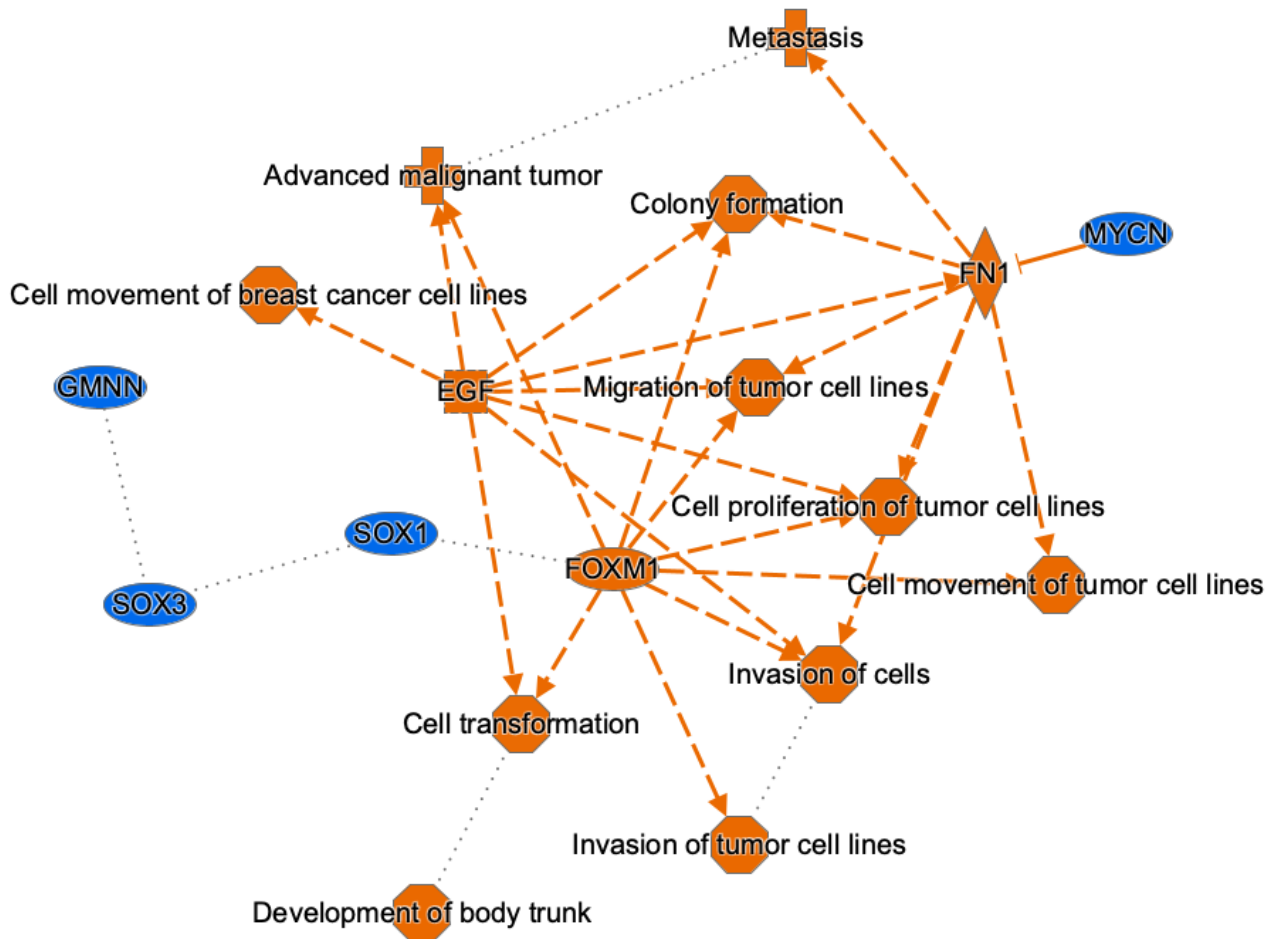 Metastasis
Advanced malignant tumor
Colony formation
MYCN
FN1
Cell movement of breast cancer cell lines
GMNN
EGF
Migration of tumor cell lines
Cell proliferation of tumor cell lines
SOX1
FOXM1
Cell movement of tumor cell lines
SOX3
Invasion of cells
Cell transformation
Invasion of tumor cell lines
Development of body trunk